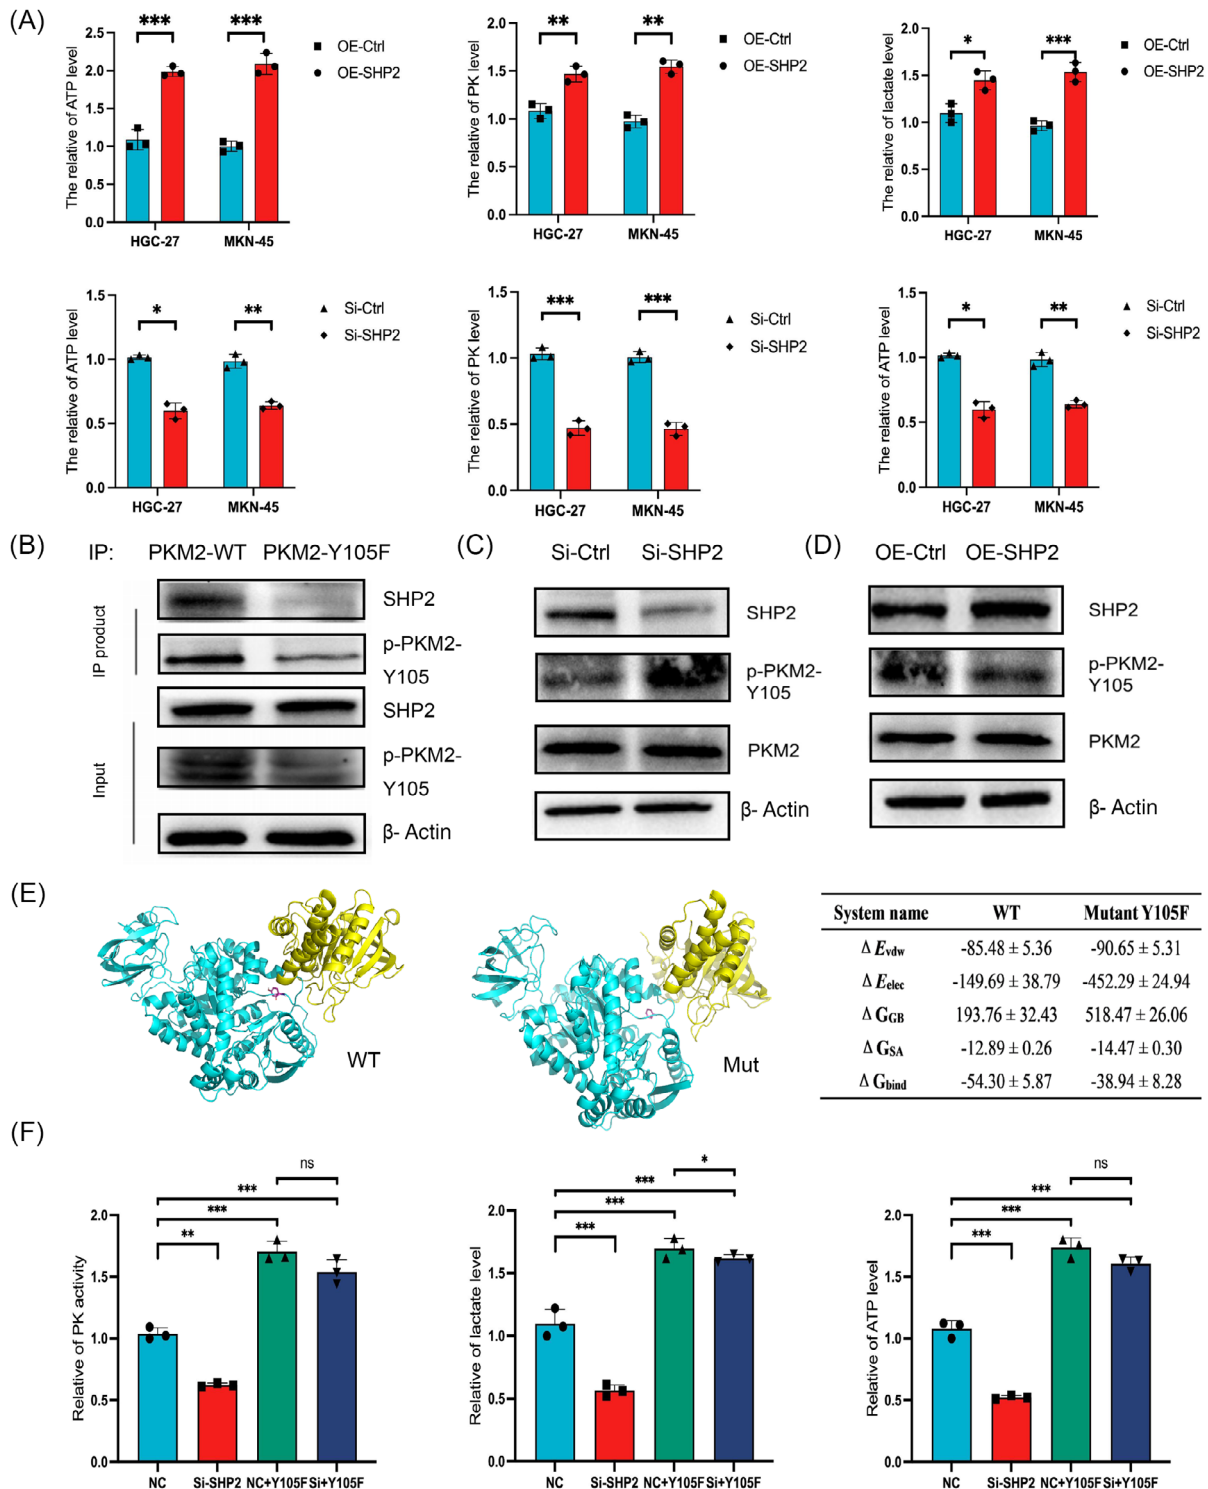 (A)
The relative of ATP level
2.5
2.0
1.5
1.0
0.5
0.0
***
***
OE-Ctrl
OE-SHP2
HGC-27
MKN-45
The relative of PK level
2.0
1.5
1.0
0.5
0.0
**
**
OE-Ctrl
OE-SHP2
HGC-27
MKN-45
The relative of lactate level
2.0
1.5
1.0
0.5
0.0
*
***
OE-Ctrl
OE-SHP2
HGC-27
MKN-45
The relative of ATP level
1.5
1.0
0.5
0.0
*
**
Si-Ctrl
Si-SHP2
HGC-27
MKN-45
The relative of PK level
1.5
1.0
0.5
0.0
***
***
Si-Ctrl
Si-SHP2
HGC-27
MKN-45
The relative of ATP level
1.5
1.0
0.5
0.0
*
**
Si-Ctrl
Si-SHP2
HGC-27
MKN-45
(B)
IP: PKM2-WT PKM2-Y105F
IP product
SHP2
p-PKM2-
Y105
Input
SHP2
p-PKM2-
Y105
β- Actin
(C)
Si-Ctrl Si-SHP2
SHP2
p-PKM2-
Y105
PKM2
β- Actin
(D)
OE-Ctrl OE-SHP2
SHP2
p-PKM2-
Y105
PKM2
β- Actin
(E)
WT
Mut
System name WT Mutant Y105F
Δ Evdw -85.48 ± 5.36 -90.65 ± 5.31
Δ Eelec -149.69 ± 38.79 -452.29 ± 24.94
Δ GGB 193.76 ± 32.43 518.47 ± 26.06
Δ GSA -12.89 ± 0.26 -14.47 ± 0.30
Δ Gbind -54.30 ± 5.87 -38.94 ± 8.28
(F)
Relative of PK activity
2.0
1.5
1.0
0.5
0.0
ns
***
***
**
NC Si-SHP2 NC+Y105F Si+Y105F
Relative of lactate level
2.0
1.5
1.0
0.5
0.0
*
***
***
***
NC Si-SHP2 NC+Y105F Si+Y105F
Relative of ATP level
2.0
1.5
1.0
0.5
0.0
ns
***
***
***
NC Si-SHP2 NC+Y105F Si+Y105F